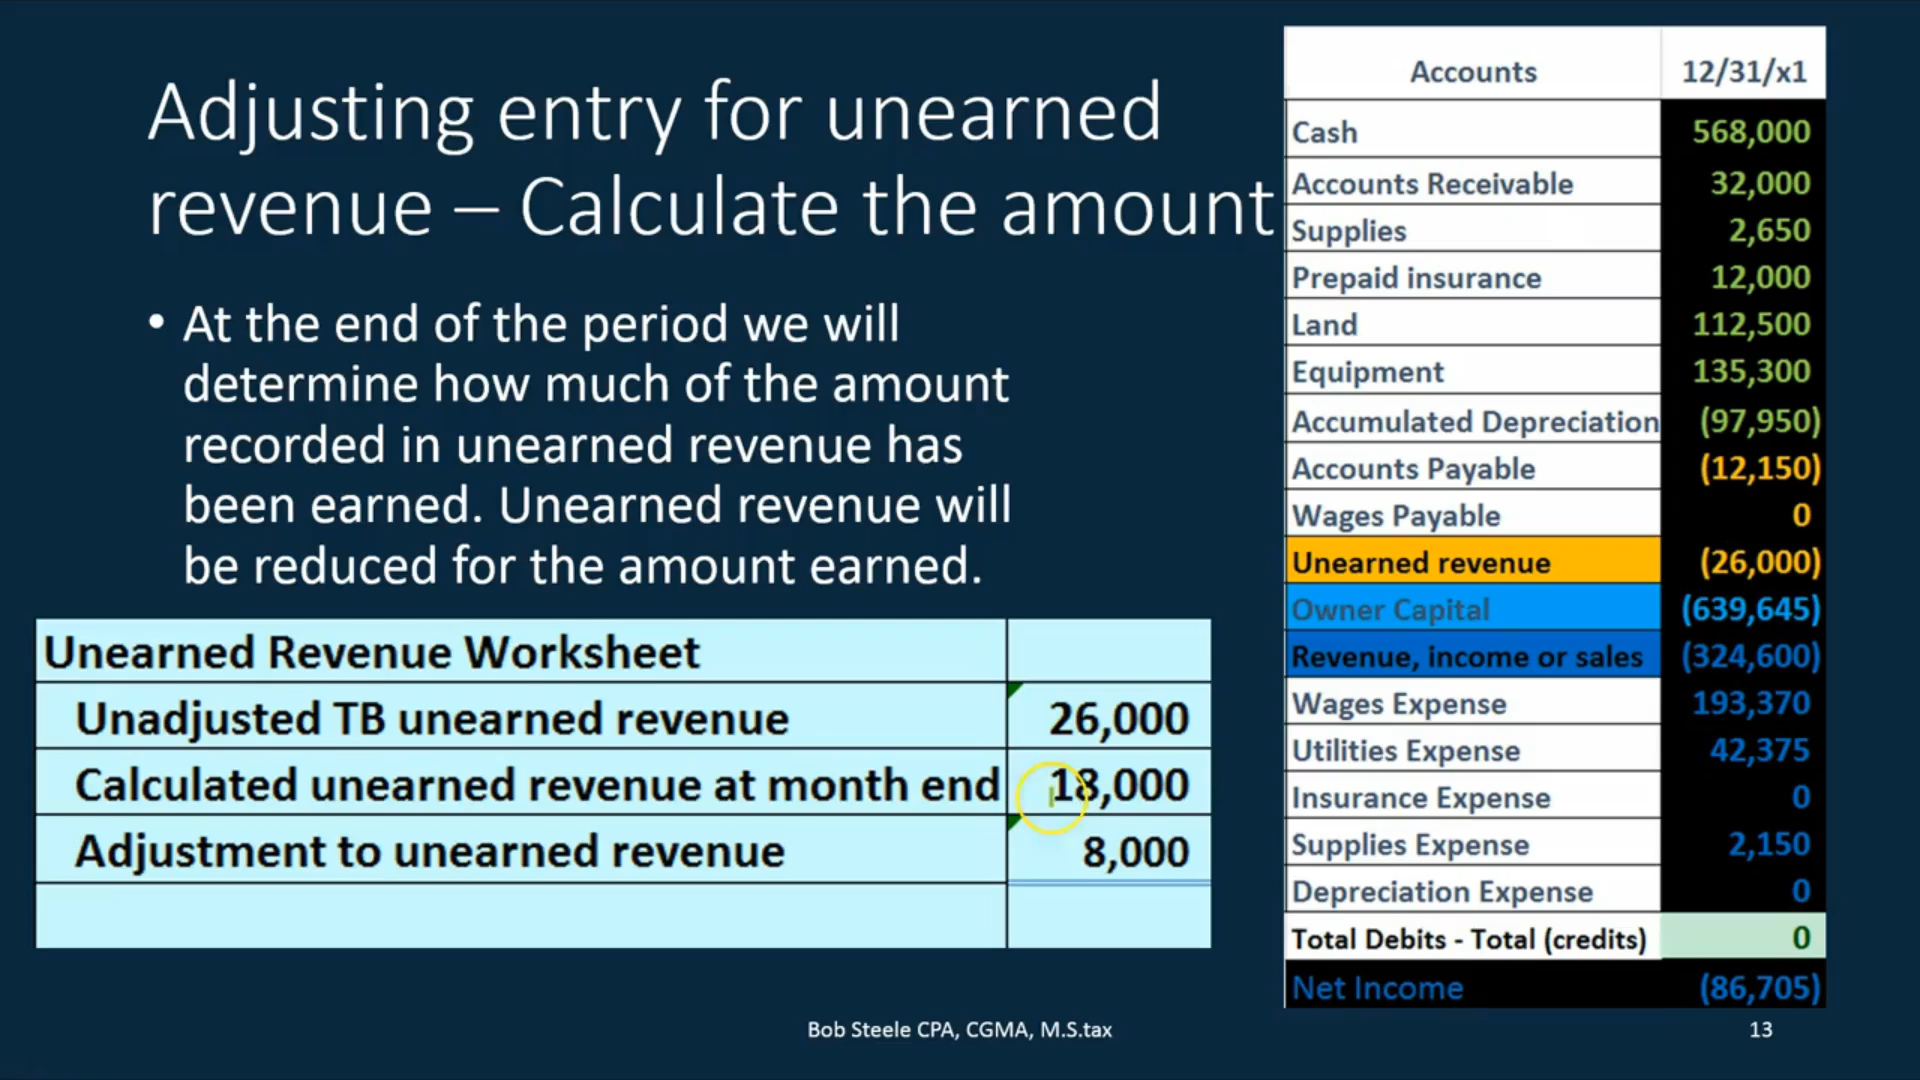 Adjusting entry for unearned
revenue – Calculate the amount
• At the end of the period we will
determine how much of the amount
recorded in unearned revenue has
been earned. Unearned revenue will
be reduced for the amount earned.
Unearned Revenue Worksheet
Unadjusted TB unearned revenue 26,000
Calculated unearned revenue at month end 18,000
Adjustment to unearned revenue 8,000
Accounts 12/31/x1
Cash 568,000
Accounts Receivable 32,000
Supplies 2,650
Prepaid insurance 12,000
Land 112,500
Equipment 135,300
Accumulated Depreciation (97,950)
Accounts Payable (12,150)
Wages Payable 0
Unearned revenue (26,000)
Owner Capital (639,645)
Revenue, income or sales (324,600)
Wages Expense 193,370
Utilities Expense 42,375
Insurance Expense 0
Supplies Expense 2,150
Depreciation Expense 0
Total Debits - Total (credits) 0
Net Income (86,705)
Bob Steele CPA, CGMA, M.S.tax
13